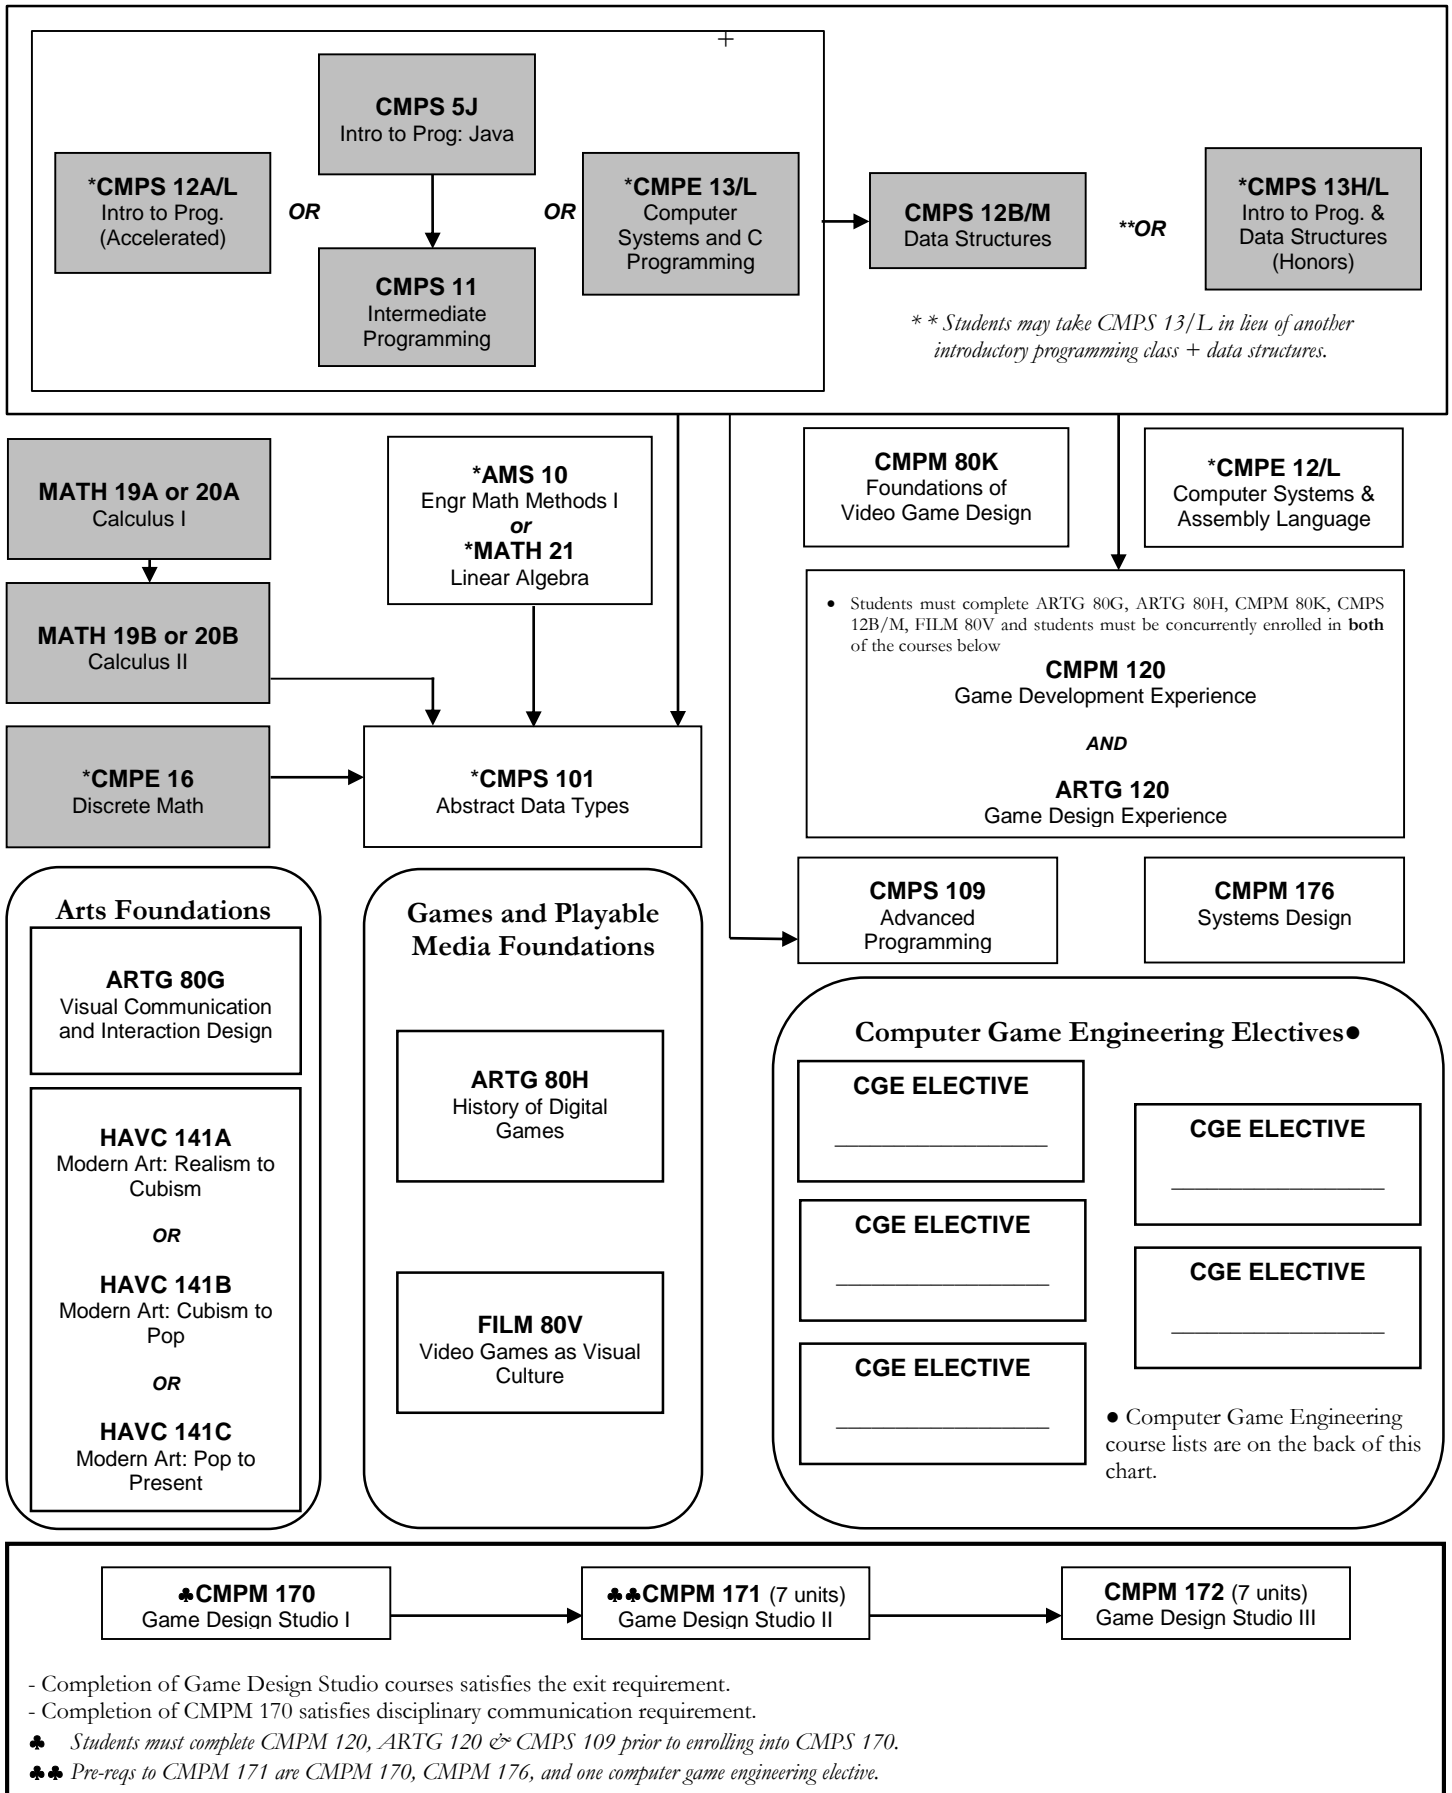 CMPS 5J
Intro to Prog: Java
*CMPS 12A/L
Intro to Prog.
(Accelerated)
OR
CMPS 11
Intermediate
Programming
OR
*CMPE 13/L
Computer
Systems and C
Programming
CMPS 12B/M
Data Structures
**OR
*CMPS 13H/L
Intro to Prog. &
Data Structures
(Honors)
* * Students may take CMPS 13/L in lieu of another
introductory programming class + data structures.
MATH 19A or 20A
Calculus I
MATH 19B or 20B
Calculus II
*CMPE 16
Discrete Math
*AMS 10
Engr Math Methods I
or
*MATH 21
Linear Algebra
*CMPS 101
Abstract Data Types
CMPM 80K
Foundations of
Video Game Design
*CMPE 12/L
Computer Systems &
Assembly Language
• Students must complete ARTG 80G, ARTG 80H, CMPM 80K, CMPS
12B/M, FILM 80V and students must be concurrently enrolled in both
of the courses below
CMPM 120
Game Development Experience
AND
ARTG 120
Game Design Experience
CMPS 109
Advanced
Programming
CMPM 176
Systems Design
Arts Foundations
ARTG 80G
Visual Communication
and Interaction Design
HAVC 141A
Modern Art: Realism to
Cubism
OR
HAVC 141B
Modern Art: Cubism to
Pop
OR
HAVC 141C
Modern Art: Pop to
Present
Games and Playable
Media Foundations
ARTG 80H
History of Digital
Games
FILM 80V
Video Games as Visual
Culture
Computer Game Engineering Electives●
CGE ELECTIVE
CGE ELECTIVE
CGE ELECTIVE
CGE ELECTIVE
CGE ELECTIVE
● Computer Game Engineering
course lists are on the back of this
chart.
♣CMPM 170
Game Design Studio I
♣♣CMPM 171 (7 units)
Game Design Studio II
CMPM 172 (7 units)
Game Design Studio III
- Completion of Game Design Studio courses satisfies the exit requirement.
- Completion of CMPM 170 satisfies disciplinary communication requirement.
♣ Students must complete CMPM 120, ARTG 120 & CMPS 109 prior to enrolling into CMPS 170.
♣♣ Pre-reqs to CMPM 171 are CMPM 170, CMPM 176, and one computer game engineering elective.